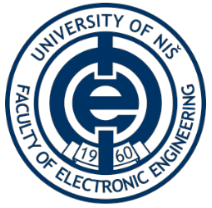 UNIVERSITY OF NIŠ
FACULTY OF ELECTRONIC ENGINEERING
e
19 60